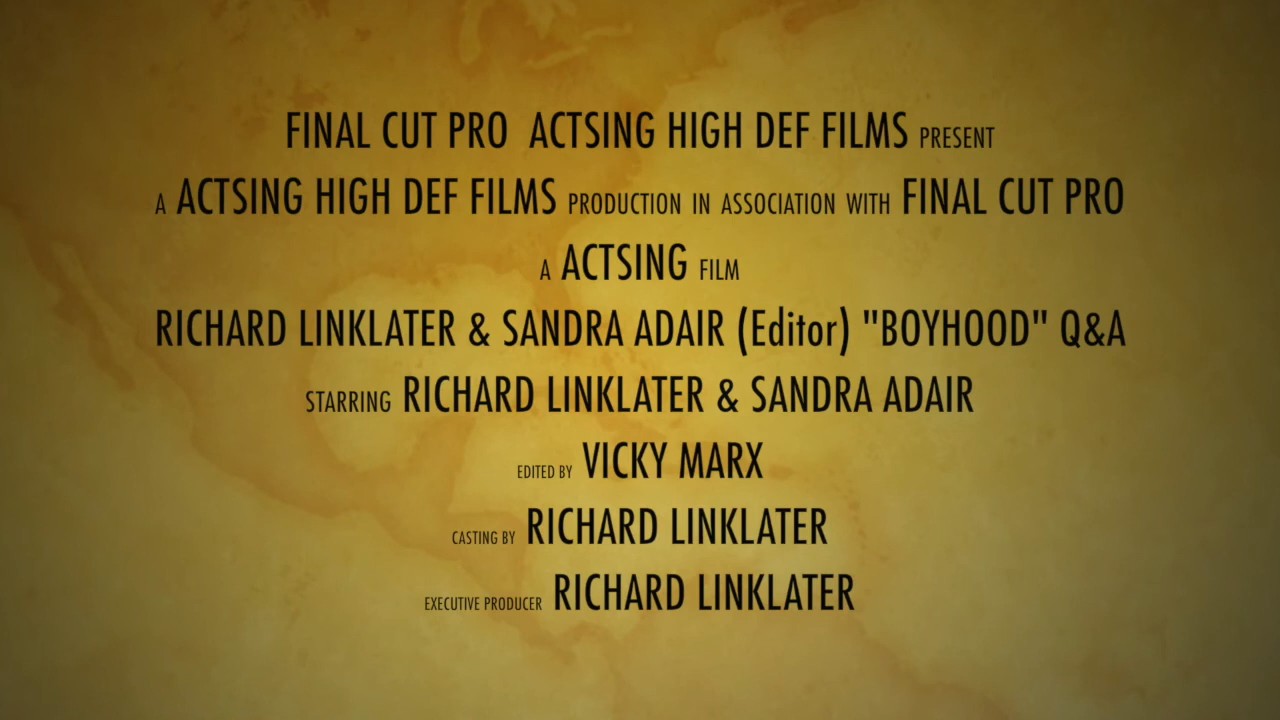 FINAL CUT PRO ACTSING HIGH DEF FILMS PRESENT
A ACTSING HIGH DEF FILMS PRODUCTION IN ASSOCIATION WITH FINAL CUT PRO
A ACTSING FILM
RICHARD LINKLATER & SANDRA ADAIR (Editor) "BOYHOOD" Q&A
STARRING RICHARD LINKLATER & SANDRA ADAIR
EDITED BY VICKY MARX
CASTING BY RICHARD LINKLATER
EXECUTIVE PRODUCER RICHARD LINKLATER